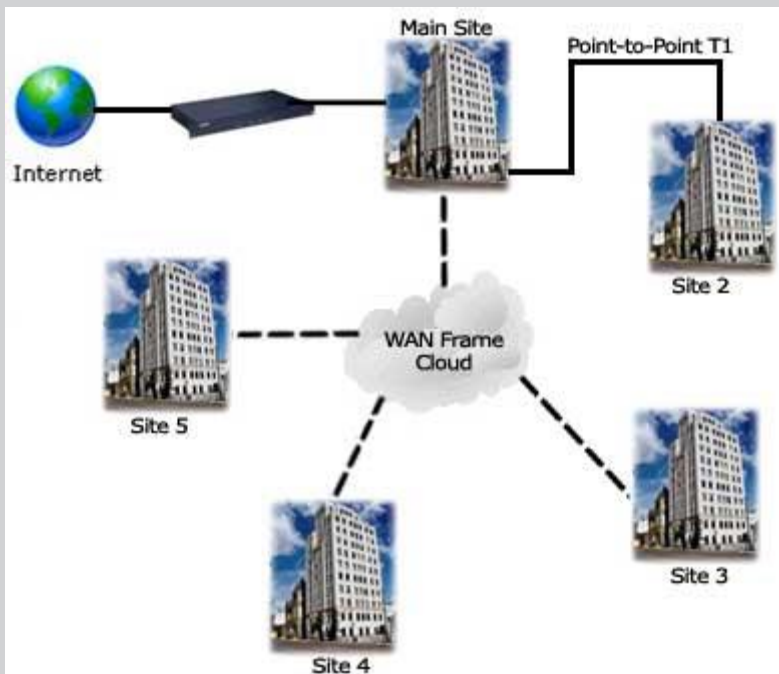 Main Site
Point-to-Point T1
Internet
Site 2
WAN Frame
Cloud
Site 5
Site 3
Site 4